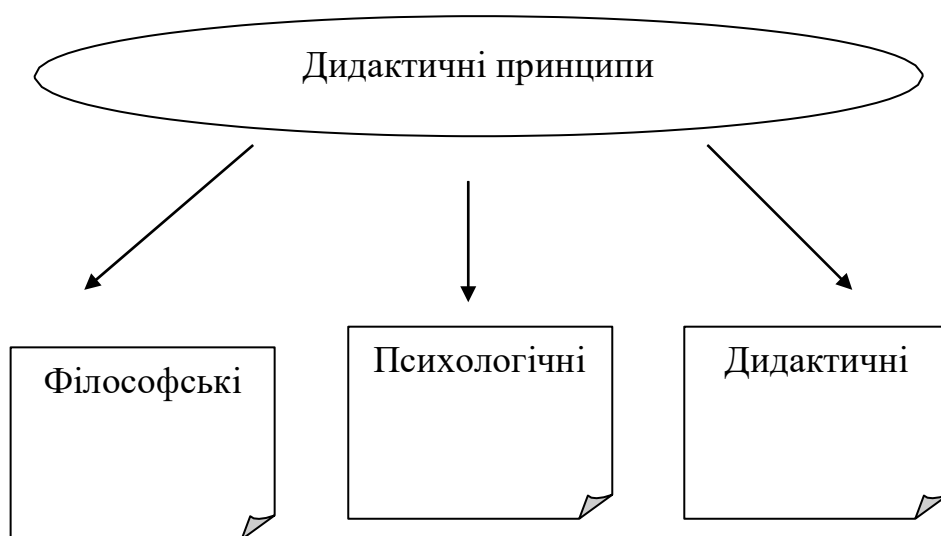 Дидактичні принципи
Філософські
Психологічні
Дидактичні